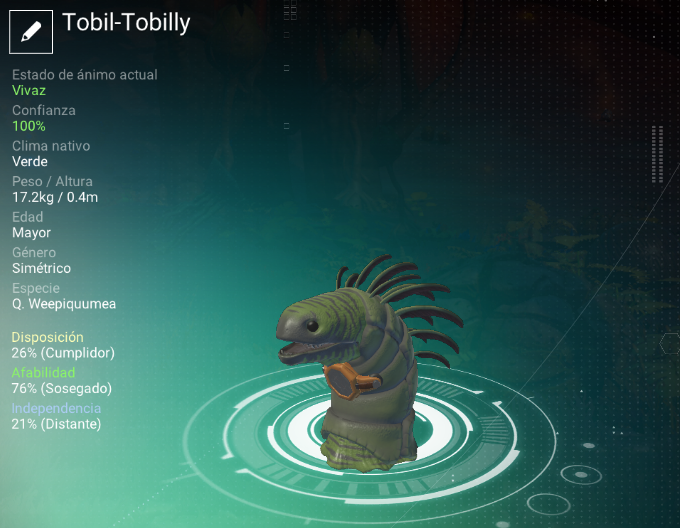 Tobil-Tobilly
Estado de ánimo actual
Vivaz
Confianza
100%
Clima nativo
Verde
Peso / Altura
17.2kg / 0.4m
Edad
Mayor
Género
Simétrico
Especie
Q. Weepiquumea
Disposición
26% (Cumplidor)
Afabilidad
76% (Sosegado)
Independencia
21% (Distante)